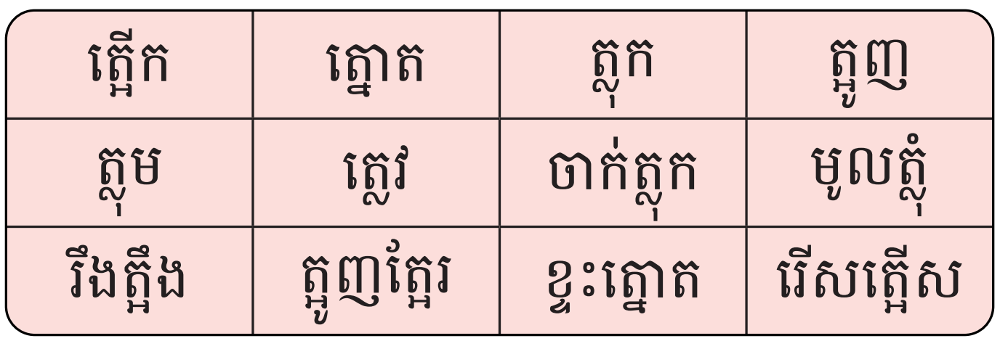 ត្អើក ត្នោត ត្លុក ត្អូញ
ត្លុម ត្លេវ ចាក់ត្លុក មូលត្លុំ
រឹងត្អឹង ត្អូញត្អែរ ខ្ទះត្នោត រើសត្អើស